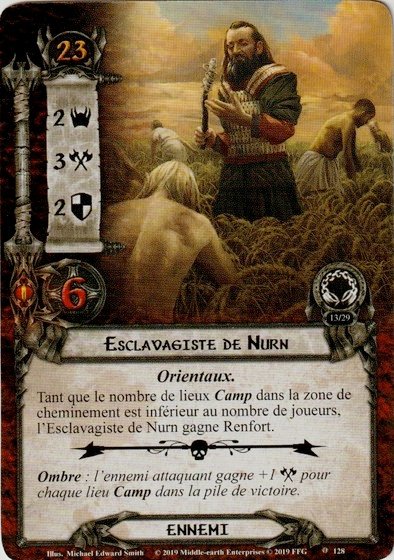 23
2
3
2
6
13/29
Esclavagiste de Nurn
Orientaux.
Tant que le nombre de lieux Camp dans la zone de
cheminement est inférieur au nombre de joueurs,
l'Esclavagiste de Nurn gagne Renfort.
Ombre : l'ennemi attaquant gagne +1 pour
chaque lieu Camp dans la pile de victoire.
ENNEMI
Illus. Michael Edward Smith © 2019 Middle-earth Enterprises © 2019 FFG 128